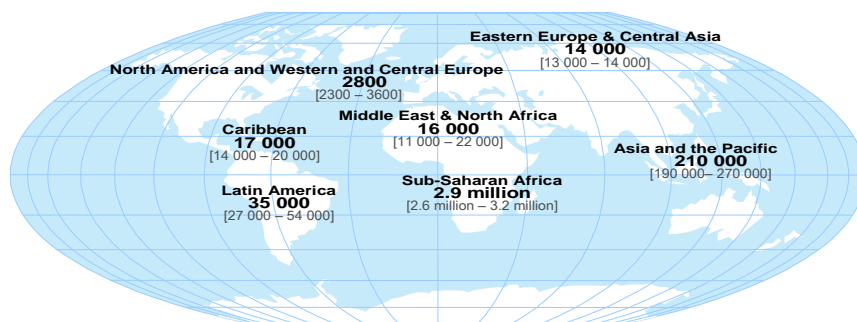 Eastern Europe & Central Asia
14 000
[13 000 – 14 000]
North America and Western and Central Europe
2800
[2300 – 3600]
Middle East & North Africa
16 000
[11 000 – 22 000]
Caribbean
17 000
[14 000 – 20 000]
Asia and the Pacific
210 000
[190 000– 270 000]
Sub-Saharan Africa
2.9 million
[2.6 million – 3.2 million]
Latin America
35 000
[27 000 – 54 000]